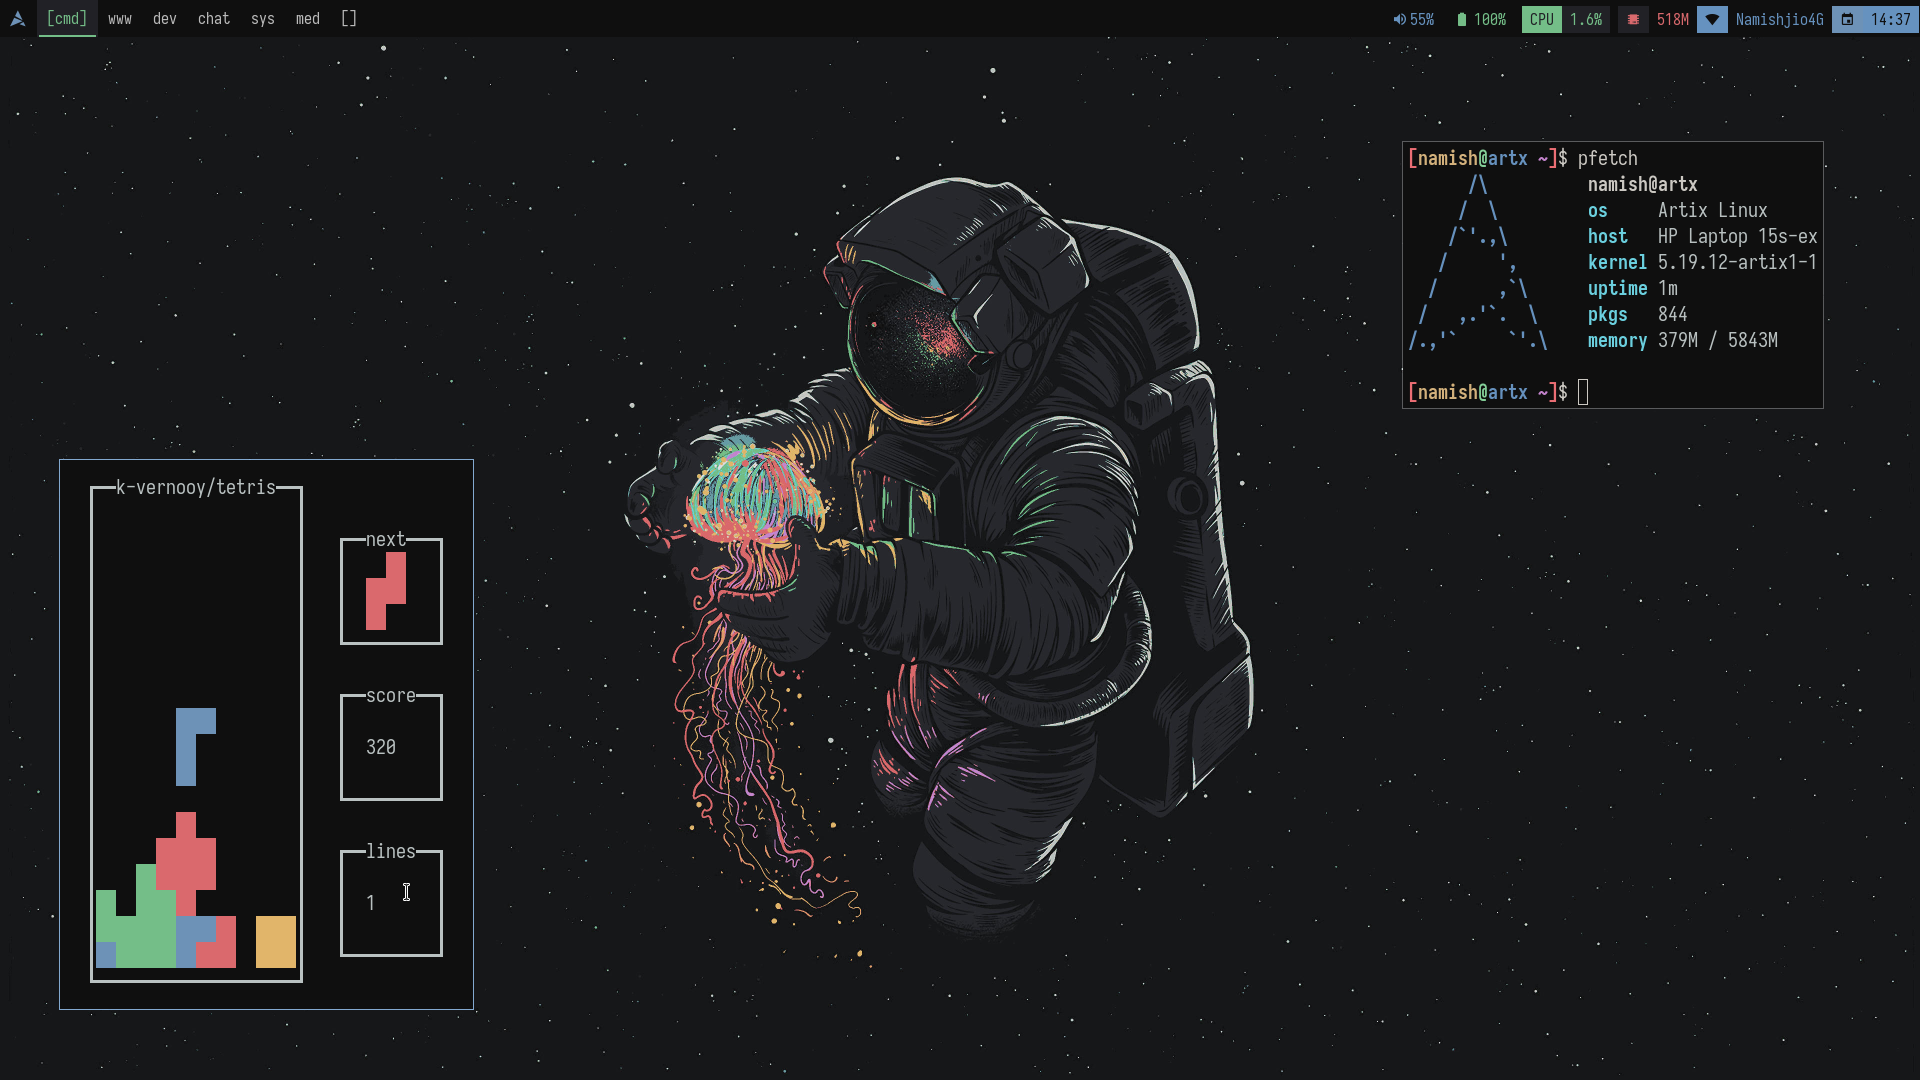 [cmd] www dev chat sys med [] 55% 100% CPU 1.6% 518M Namishjio4G 14:37
[namish@artx ~]$ pfetch
namish@artx
os Artix Linux
host HP Laptop 15s-ex
kernel 5.19.12-artix1-1
uptime 1m
pkgs 844
memory 379M / 5843M
[namish@artx ~]$
k-vernooy/tetris
next
score
320
lines
1